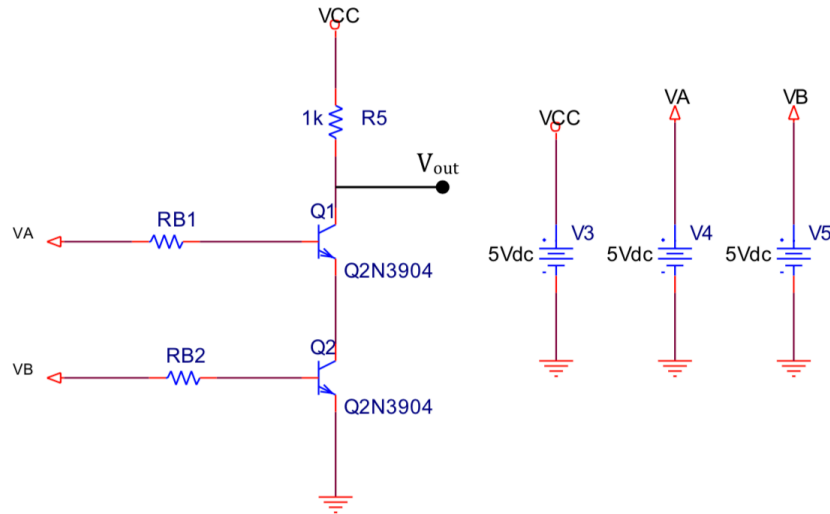 VCC
1k
R5
Vout
VA
RB1
Q1
Q2N3904
VB
RB2
Q2
Q2N3904
VCC
5Vdc
V3
-
VA
5Vdc
V4
-
VB
5Vdc
V5
-